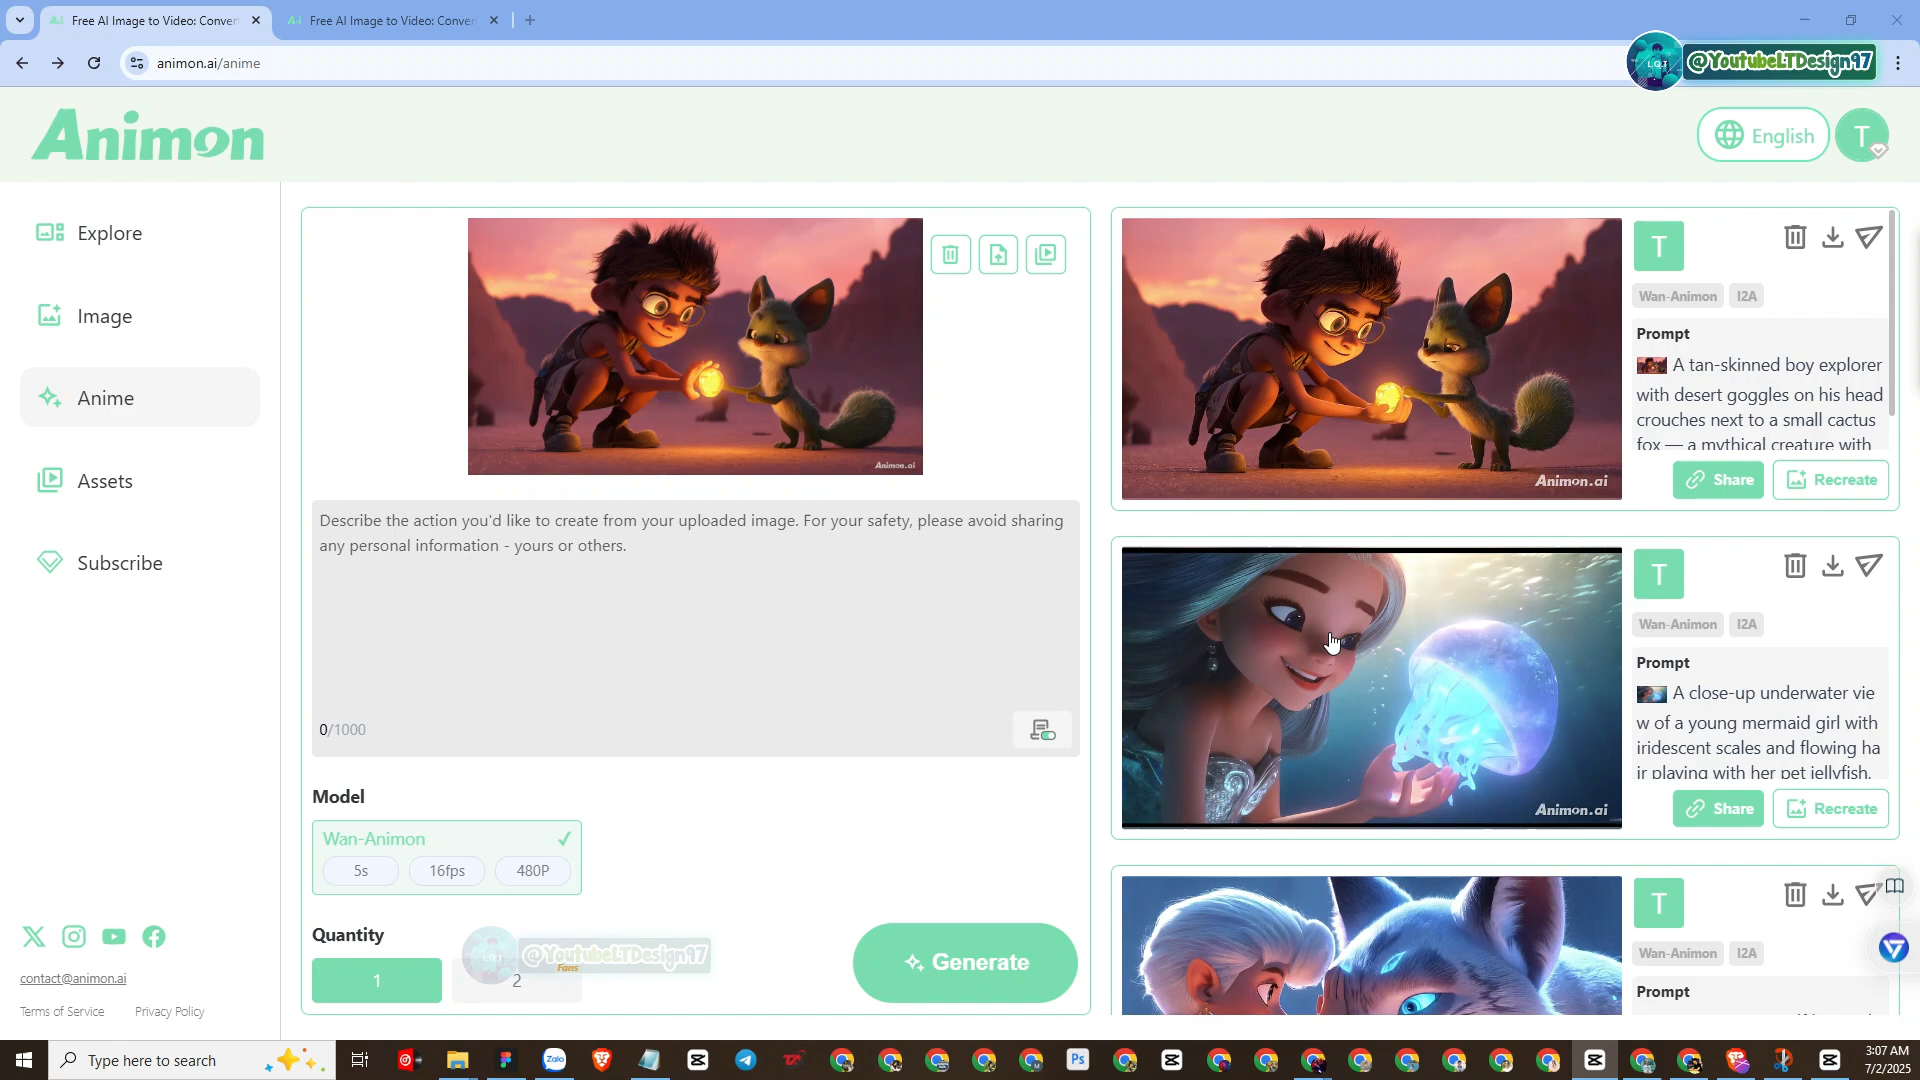 Free AI Image to Video: Conver
Free AI Image to Video: Conver
animon.ai/anime
L.Q.T
@YoutubeLTDesign97
Animon
English
T
Explore
Image
Anime
Assets
Subscribe
contact@animon.ai
Terms of Service
Privacy Policy
Animon.ai
Describe the action you'd like to create from your uploaded image. For your safety, please avoid sharing
any personal information - yours or others.
0/1000
Model
Wan-Animon
5s
16fps
480P
Quantity
1
2
L.Q.T
@YoutubeLTDesign97
Fans
Generate
Animon.ai
T
Wan-Animon
I2A
Prompt
A tan-skinned boy explorer
with desert goggles on his head
crouches next to a small cactus
fox — a mythical creature with
Share
Recreate
Animon.ai
T
Wan-Animon
I2A
Prompt
A close-up underwater vie
w of a young mermaid girl with
iridescent scales and flowing ha
ir playing with her pet jellyfish.
Share
Recreate
T
Wan-Animon
I2A
Prompt
Type here to search
Zalo
Ps
3:07 AM
7/2/2025